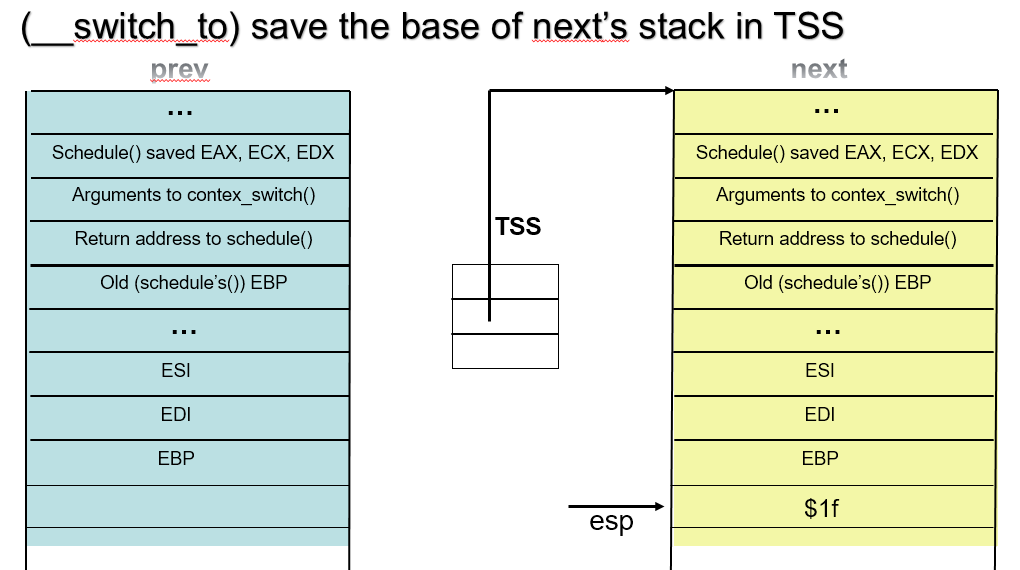 (__switch_to) save the base of next’s stack in TSS
prev
...
Schedule() saved EAX, ECX, EDX
Arguments to contex_switch()
Return address to schedule()
Old (schedule’s()) EBP
...
ESI
EDI
EBP
TSS
esp
next
...
Schedule() saved EAX, ECX, EDX
Arguments to contex_switch()
Return address to schedule()
Old (schedule’s()) EBP
...
ESI
EDI
EBP
$1f